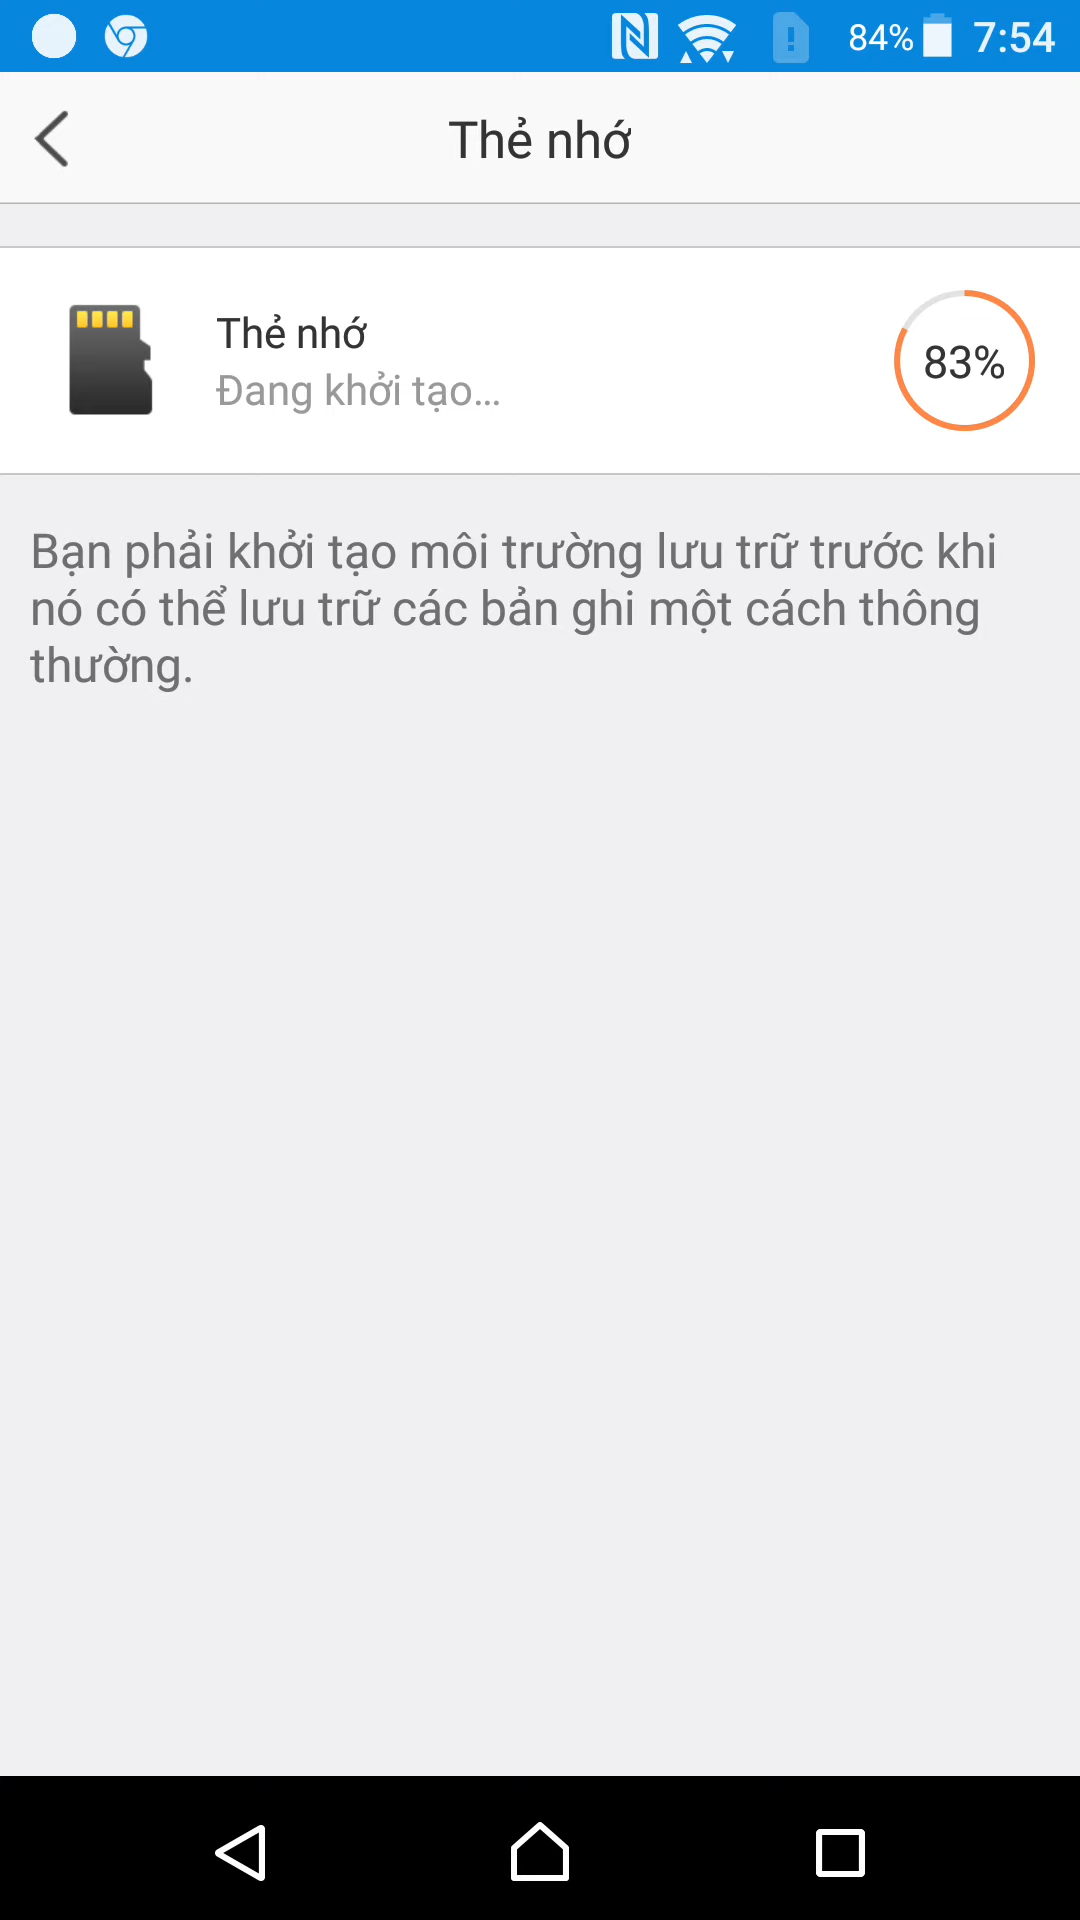 84% 7:54
Thẻ nhớ
Thẻ nhớ
Đang khởi tạo...
83%
Bạn phải khởi tạo môi trường lưu trữ trước khi
nó có thể lưu trữ các bản ghi một cách thông
thường.